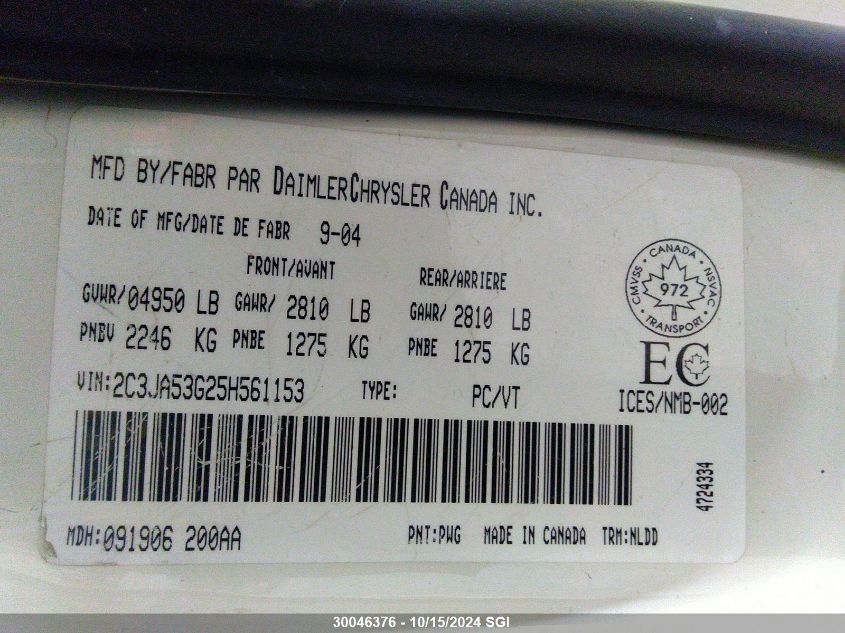 MFD BY/FABR PAR DAIMLERCHRYSLER CANADA INC.
DATE OF MFG/DATE DE FABR 9-04
FRONT/AVANT REAR/ARRIERE
GVWR/04950 LB GAWR/2810 LB GAWR/2810 LB
PNBV 2246 KG PNBE 1275 KG PNBE 1275 KG
VIN:2C3JA53G25H561153 TYPE: PC/VT
CMVSS · CANADA · NSVAC
972
TRANSPORT
EC
ICES/NMB-002
4724334
MDH:091906 200AA PNT:PWG MADE IN CANADA TRM:NLDD
30046376 - 10/15/2024 SGI